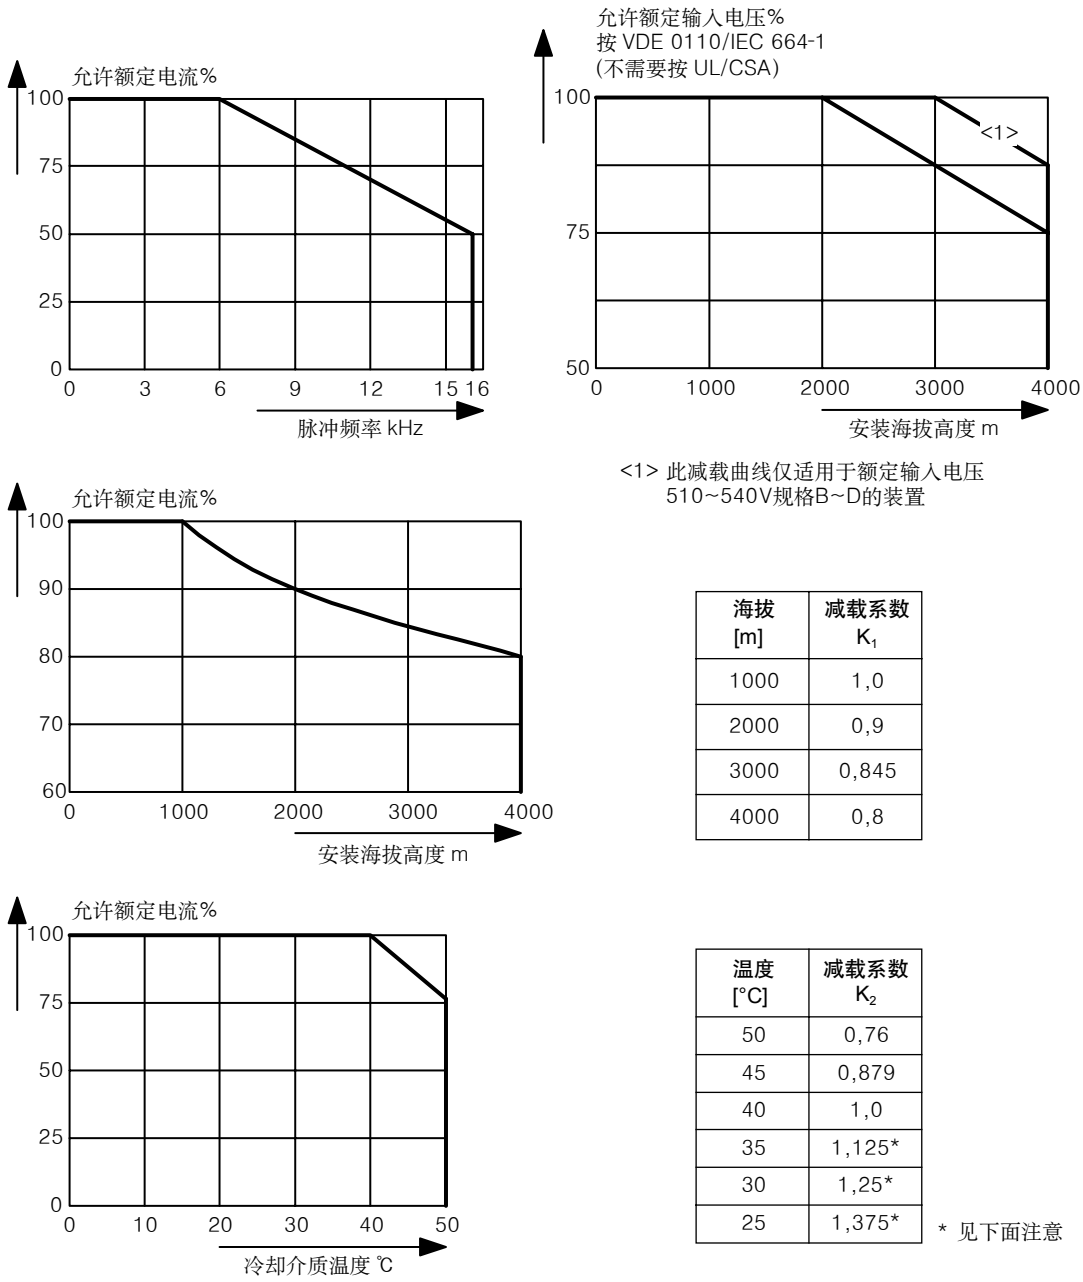 允许额定电流%
100
75
50
25
0
0 3 6 9 12 15 16
脉冲频率 kHz
允许额定输入电压%
按 VDE 0110/IEC 664-1
(不需要按 UL/CSA)
100
75
50
<1>
0 1000 2000 3000 4000
安装海拔高度 m
<1> 此减载曲线仅适用于额定输入电压
510~540V规格B~D的装置
允许额定电流%
100
90
80
70
60
0 1000 2000 3000 4000
安装海拔高度 m
海拔 减载系数
[m] K₁
1000 1,0
2000 0,9
3000 0,845
4000 0,8
允许额定电流%
100
75
50
25
0
0 10 20 30 40 50
冷却介质温度 ℃
温度 减载系数
[°C] K₂
50 0,76
45 0,879
40 1,0
35 1,125*
30 1,25*
25 1,375*
* 见下面注意